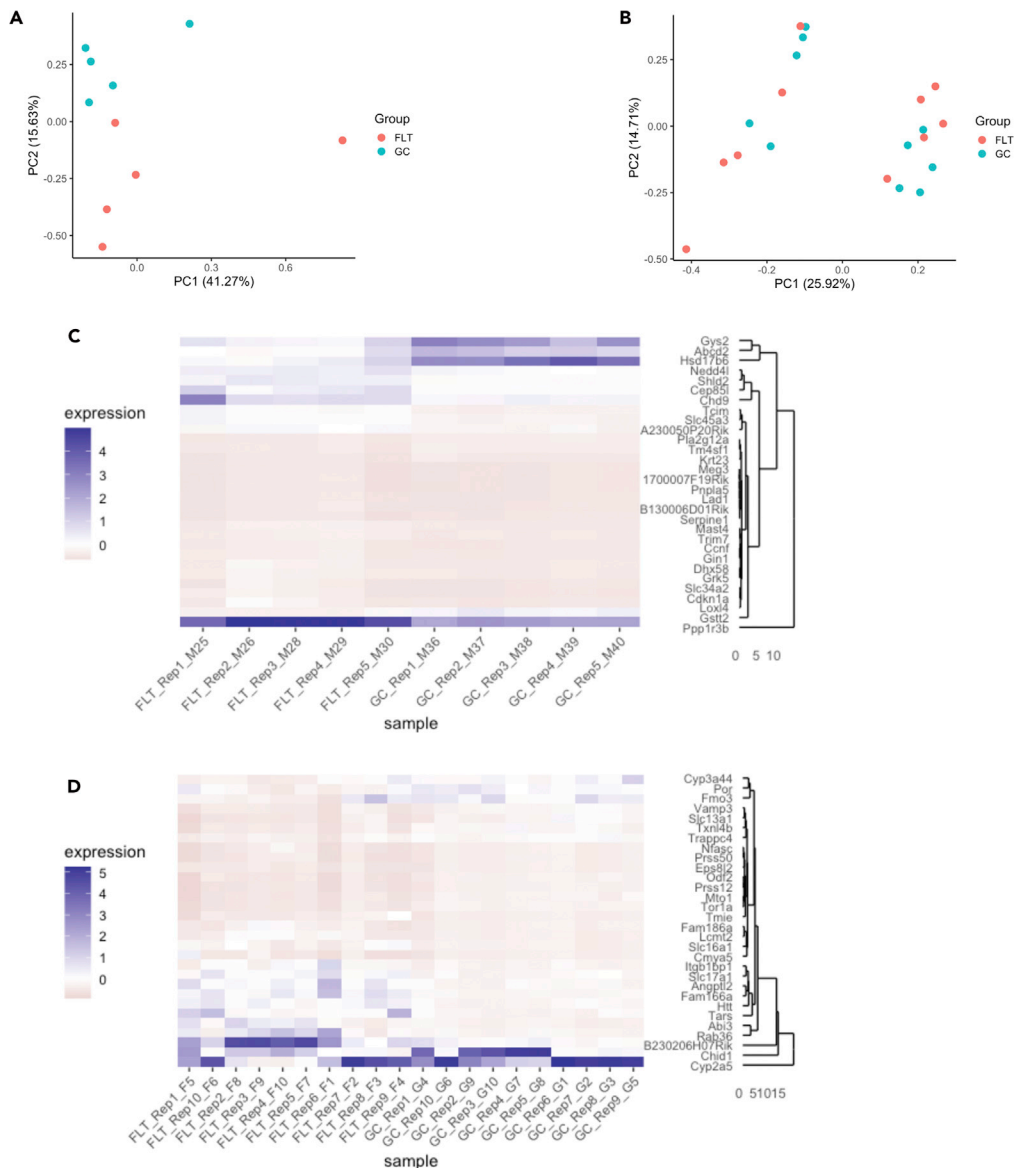 A
0.25
0.00
-0.25
-0.50
PC2 (15.63%)
0.0
0.3
0.6
PC1 (41.27%)
Group
FLT
GC
B
0.25
0.00
-0.25
-0.50
PC2 (14.71%)
-0.4
-0.2
0.0
0.2
PC1 (25.92%)
Group
FLT
GC
C
expression
4
3
2
1
0
FLT_Rep1_M25
FLT_Rep2_M26
FLT_Rep3_M28
FLT_Rep4_M29
FLT_Rep5_M30
GC_Rep1_M36
GC_Rep2_M37
GC_Rep3_M38
GC_Rep4_M39
GC_Rep5_M40
sample
Gys2
Abcd2
Hsd17b6
Nedd4l
Shld2
Cep85l
Chd9
Tcim
Slc45a3
A230050P20Rik
Pla2g12a
Tm4sf1
Krt23
Meg3
1700007F19Rik
Pnpla5
Lad1
B130006D01Rik
Serpine1
Mast4
Trim7
Ccnf
Gin1
Dhx58
Grk5
Slc34a2
Cdkn1a
Loxl4
Gstt2
Ppp1r3b
0 5 10
D
expression
5
4
3
2
1
0
FLT_Rep1_F5
FLT_Rep10_F6
FLT_Rep2_F8
FLT_Rep3_F9
FLT_Rep4_F10
FLT_Rep5_F7
FLT_Rep6_F1
FLT_Rep7_F2
FLT_Rep8_F3
FLT_Rep9_F4
GC_Rep1_G4
GC_Rep10_G6
GC_Rep2_G9
GC_Rep3_G10
GC_Rep4_G7
GC_Rep5_G8
GC_Rep6_G1
GC_Rep7_G2
GC_Rep8_G3
GC_Rep9_G5
sample
Cyp3a44
Por
Fmo3
Vamp3
Slc13a1
Txnl4b
Trappc4
Nfasc
Prss50
Eps8l2
Odf2
Prss12
Mto1
Tor1a
Tmie
Fam186a
Lcmt2
Slc16a1
Cmya5
Itgb1bp1
Slc17a1
Angptl2
Fam166a
Htt
Tars
Abi3
Rab36
B230206H07Rik
Chid1
Cyp2a5
0 51015